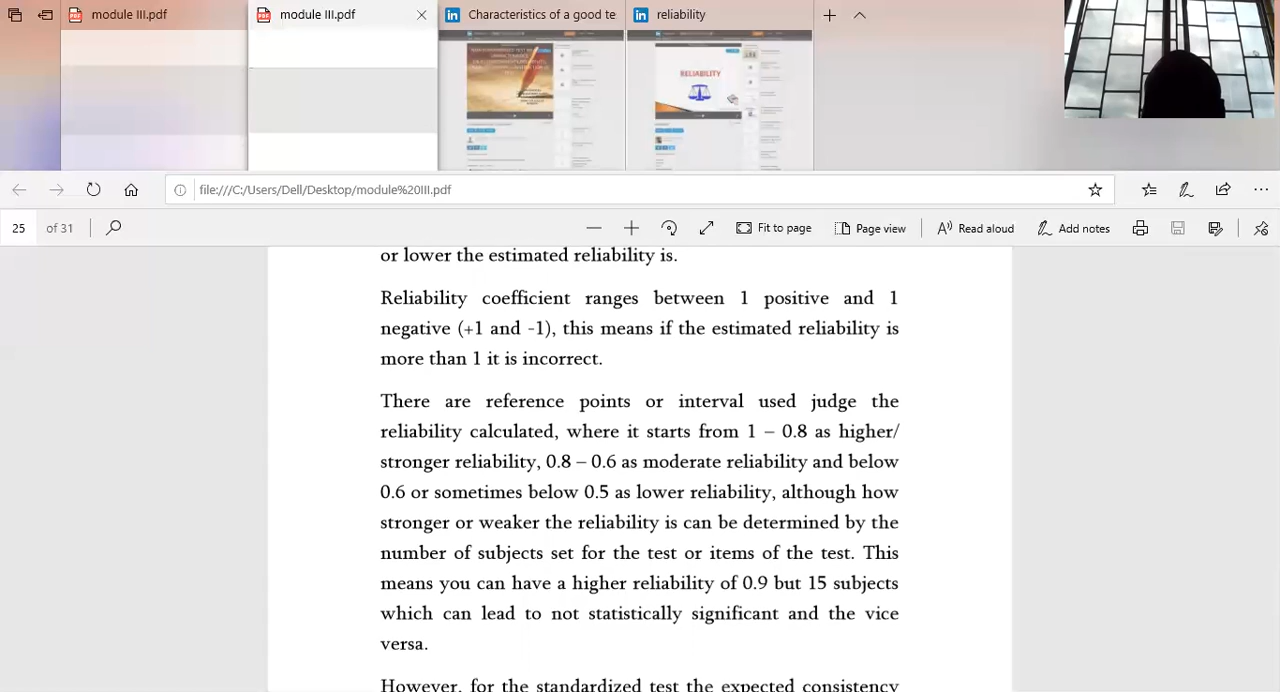 module III.pdf
module III.pdf
Characteristics of a good te
reliability
RELIABILITY
file:///C:/Users/Dell/Desktop/module%20III.pdf
25 of 31
Fit to page
Page view
Read aloud
Add notes
or lower the estimated reliability is.
Reliability coefficient ranges between 1 positive and 1
negative (+1 and -1), this means if the estimated reliability is
more than 1 it is incorrect.
There are reference points or interval used judge the
reliability calculated, where it starts from 1 – 0.8 as higher/
stronger reliability, 0.8 – 0.6 as moderate reliability and below
0.6 or sometimes below 0.5 as lower reliability, although how
stronger or weaker the reliability is can be determined by the
number of subjects set for the test or items of the test. This
means you can have a higher reliability of 0.9 but 15 subjects
which can lead to not statistically significant and the vice
versa.
However, for the standardized test the expected consistency